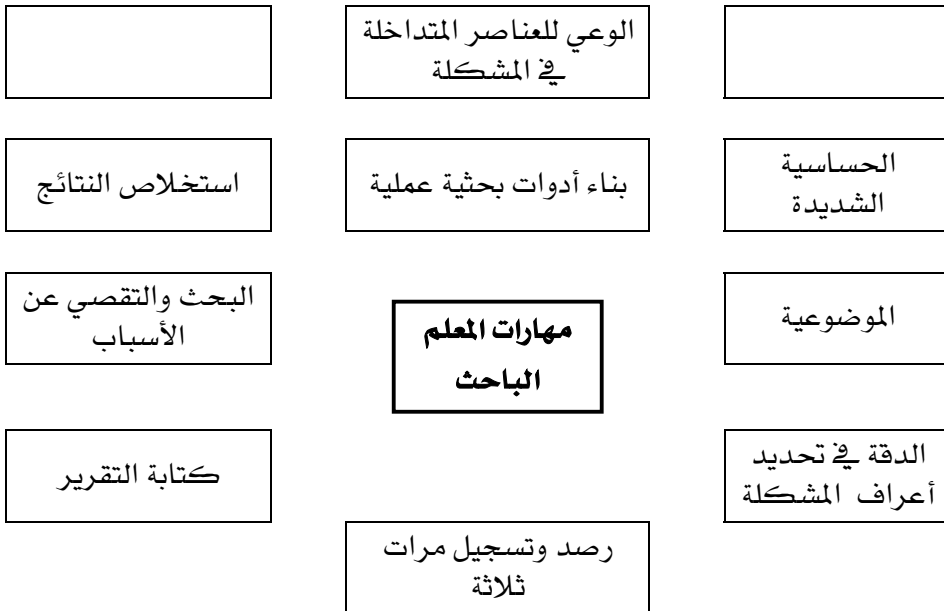 الوعي للعناصر المتداخلة
في المشكلة
الحساسية
الشديدة
بناء أدوات بحثية عملية
استخلاص النتائج
الموضوعية
مهارات المعلم
الباحث
البحث والتقصي عن
الأسباب
الدقة في تحديد
أعراف المشكلة
كتابة التقرير
رصد وتسجيل مرات
ثلاثة